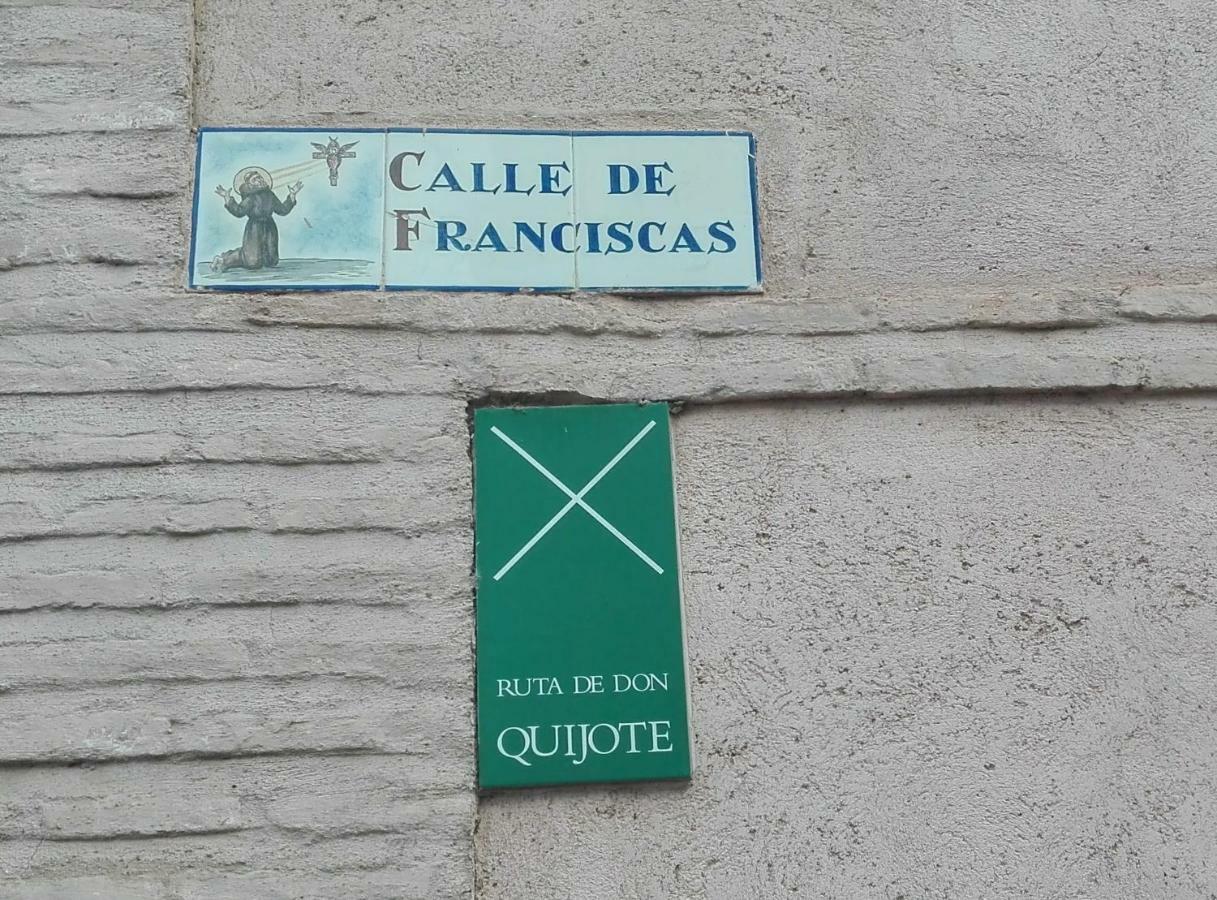 CALLE DE
FRANCISCAS
RUTA DE DON
QUIJOTE